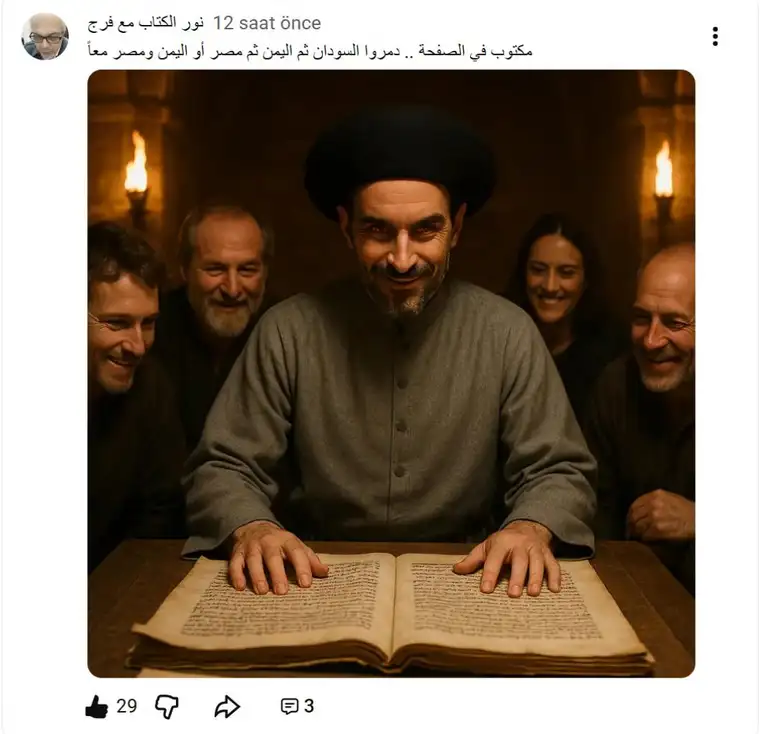 نور الكتاب مع فرج 12 saat önce
مكتوب في الصفحة .. دمروا السودان ثم اليمن ثم مصر أو اليمن ومصر معاً
29 3